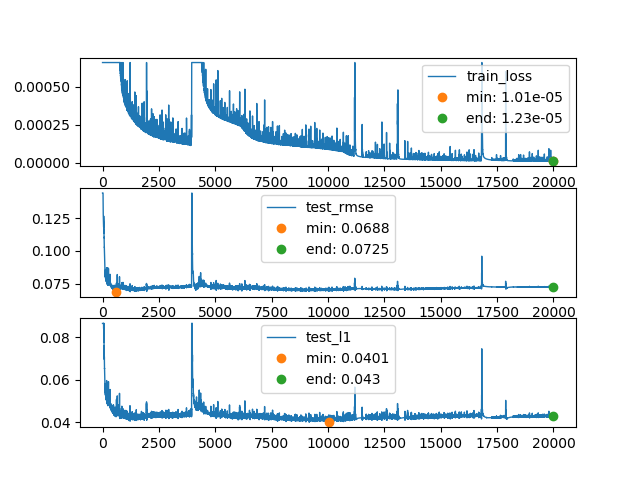 0.00050
0.00025
0.00000
train_loss
min: 1.01e-05
end: 1.23e-05
0 2500 5000 7500 10000 12500 15000 17500 20000
0.125
0.100
0.075
test_rmse
min: 0.0688
end: 0.0725
0 2500 5000 7500 10000 12500 15000 17500 20000
0.08
0.06
0.04
test_l1
min: 0.0401
end: 0.043
0 2500 5000 7500 10000 12500 15000 17500 20000